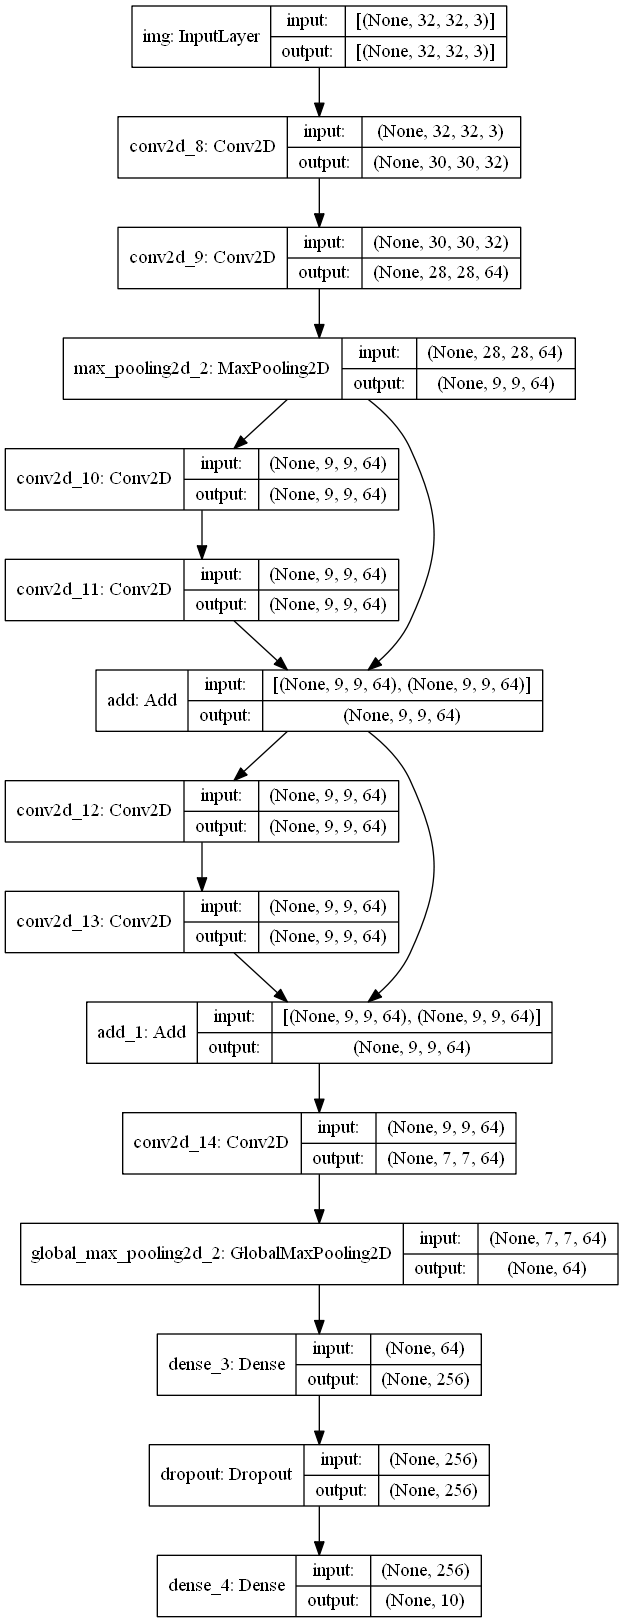 img: InputLayer
input: [(None, 32, 32, 3)]
output: [(None, 32, 32, 3)]
conv2d_8: Conv2D
input: (None, 32, 32, 3)
output: (None, 30, 30, 32)
conv2d_9: Conv2D
input: (None, 30, 30, 32)
output: (None, 28, 28, 64)
max_pooling2d_2: MaxPooling2D
input: (None, 28, 28, 64)
output: (None, 9, 9, 64)
conv2d_10: Conv2D
input: (None, 9, 9, 64)
output: (None, 9, 9, 64)
conv2d_11: Conv2D
input: (None, 9, 9, 64)
output: (None, 9, 9, 64)
add: Add
input: [(None, 9, 9, 64), (None, 9, 9, 64)]
output: (None, 9, 9, 64)
conv2d_12: Conv2D
input: (None, 9, 9, 64)
output: (None, 9, 9, 64)
conv2d_13: Conv2D
input: (None, 9, 9, 64)
output: (None, 9, 9, 64)
add_1: Add
input: [(None, 9, 9, 64), (None, 9, 9, 64)]
output: (None, 9, 9, 64)
conv2d_14: Conv2D
input: (None, 9, 9, 64)
output: (None, 7, 7, 64)
global_max_pooling2d_2: GlobalMaxPooling2D
input: (None, 7, 7, 64)
output: (None, 64)
dense_3: Dense
input: (None, 64)
output: (None, 256)
dropout: Dropout
input: (None, 256)
output: (None, 256)
dense_4: Dense
input: (None, 256)
output: (None, 10)